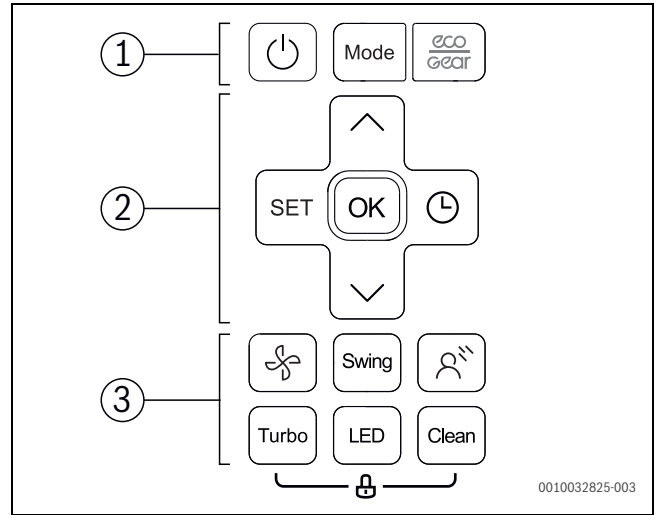 1
Mode
eco
Gear
2
SET
OK
3
Swing
Turbo
LED
Clean
0010032825-003